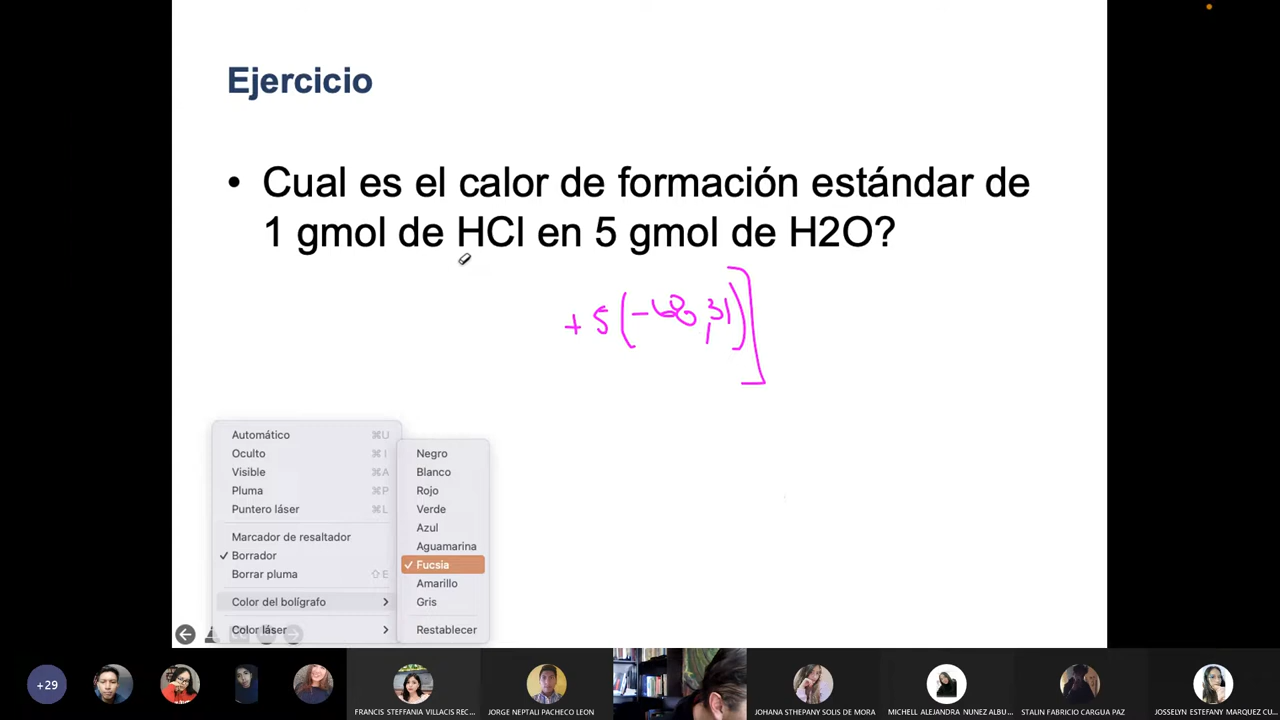 Ejercicio
• Cual es el calor de formación estándar de
1 gmol de HCl en 5 gmol de H2O?
+ 5 (-68,31)]
Automático ⌘U
Oculto ⌘I
Visible ⌘A
Pluma ⌘P
Puntero láser ⌘L
Marcador de resaltador
✓ Borrador
Borrar pluma ⇧E
Color del bolígrafo >
Color láser >
Negro
Blanco
Rojo
Verde
Azul
Aguamarina
✓ Fucsia
Amarillo
Gris
Restablecer
+29
FRANCIS STEFFANIA VILLACIS REC...
JORGE NEPTALI PACHECO LEON
JOHANA STHEPANY SOLIS DE MORA
MICHELL ALEJANDRA NUNEZ ALBU...
STALIN FABRICIO CARGUA PAZ
JOSSELYN ESTEFANY MARQUEZ CU...